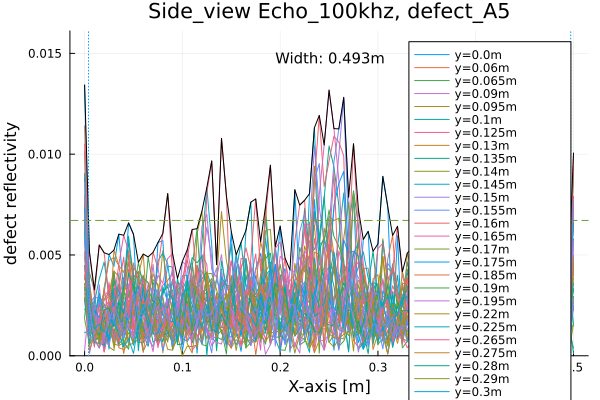 Side_view Echo_100khz, defect_A5
Width: 0.493m
defect reflectivity
0.015
0.010
0.005
0.000
0.0
0.1
0.2
0.3
.5
X-axis [m]
y=0.0m
y=0.06m
y=0.065m
y=0.09m
y=0.095m
y=0.1m
y=0.125m
y=0.13m
y=0.135m
y=0.14m
y=0.145m
y=0.15m
y=0.155m
y=0.16m
y=0.165m
y=0.17m
y=0.175m
y=0.185m
y=0.19m
y=0.195m
y=0.22m
y=0.225m
y=0.265m
y=0.275m
y=0.28m
y=0.29m
y=0.3m